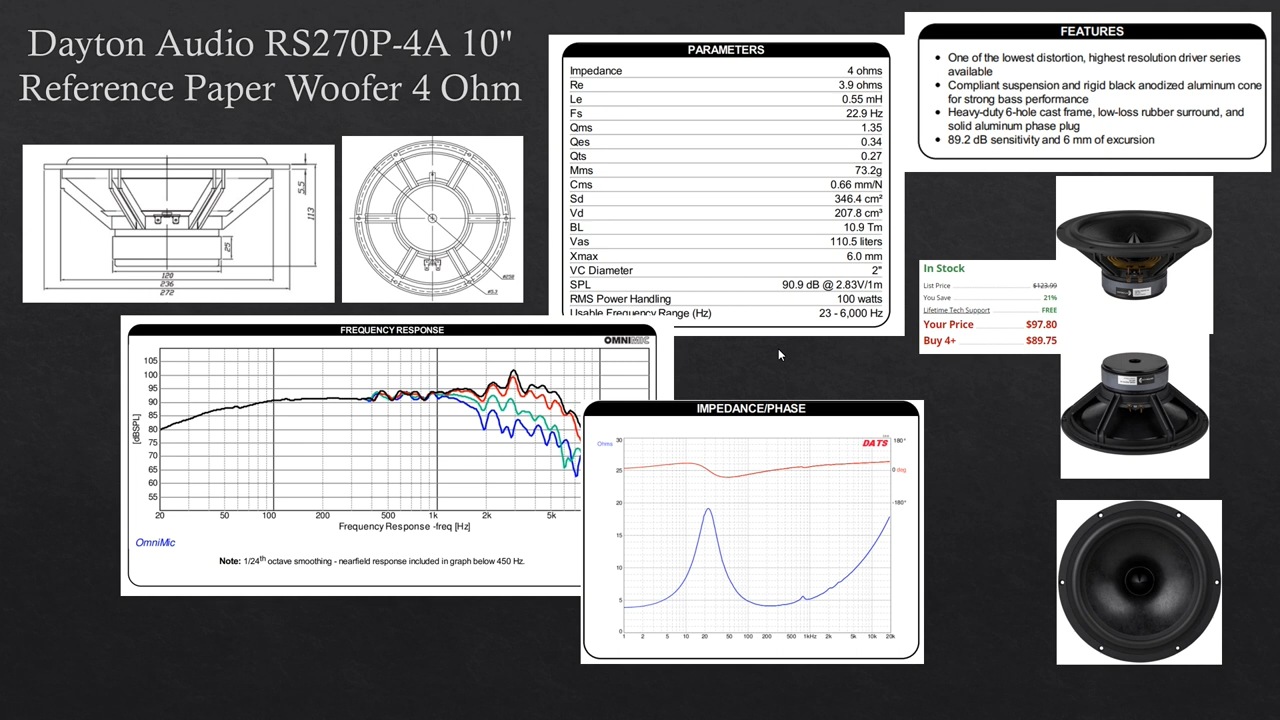 Dayton Audio RS270P-4A 10"
Reference Paper Woofer 4 Ohm
5.5
113
25
120
236
272
Ø258
Ø5.3
PARAMETERS
Impedance 4 ohms
Re 3.9 ohms
Le 0.55 mH
Fs 22.9 Hz
Qms 1.35
Qes 0.34
Qts 0.27
Mms 73.2g
Cms 0.66 mm/N
Sd 346.4 cm²
Vd 207.8 cm³
BL 10.9 Tm
Vas 110.5 liters
Xmax 6.0 mm
VC Diameter 2"
SPL 90.9 dB @ 2.83V/1m
RMS Power Handling 100 watts
Usable Frequency Range (Hz) 23 - 6,000 Hz
FEATURES
• One of the lowest distortion, highest resolution driver series
available
• Compliant suspension and rigid black anodized aluminum cone
for strong bass performance
• Heavy-duty 6-hole cast frame, low-loss rubber surround, and
solid aluminum phase plug
• 89.2 dB sensitivity and 6 mm of excursion
In Stock
List Price $123.99
You Save 21%
Lifetime Tech Support FREE
Your Price $97.80
Buy 4+ $89.75
FREQUENCY RESPONSE
OMNIMIC
[dBSPL]
105
100
95
90
85
80
75
70
65
60
55
20 50 100 200 500 1k 2k 5k
Frequency Response -freq [Hz]
OmniMic
Note: 1/24th octave smoothing - nearfield response included in graph below 450 Hz.
IMPEDANCE/PHASE
Ohms
DATS
30 180°
25 0 deg
20 -180°
15
10
5
0
1 2 5 10 20 50 100 200 500 1kHz 2k 5k 10k 20k